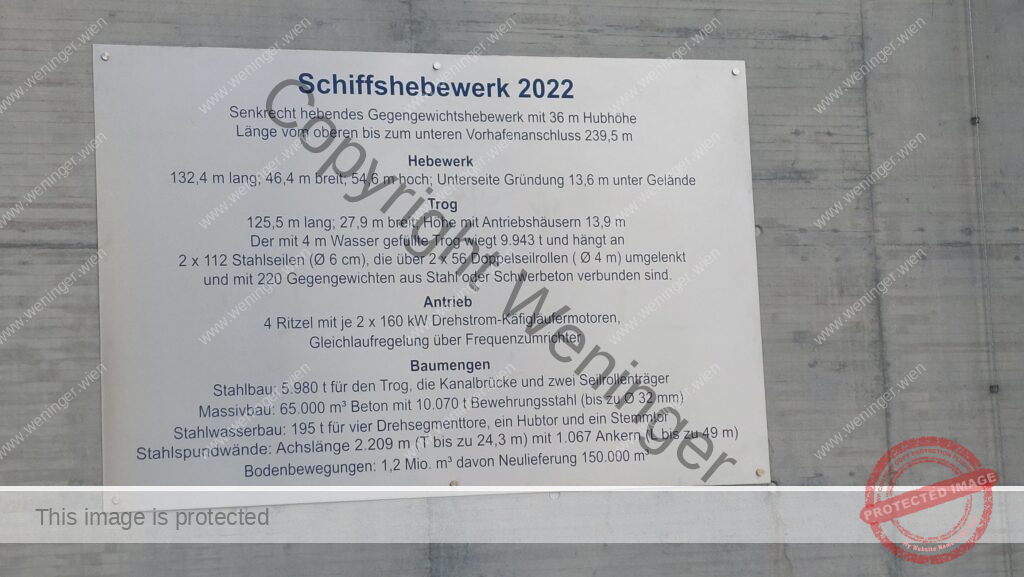 Schiffshebewerk 2022
Senkrecht hebendes Gegengewichtshebewerk mit 36 m Hubhöhe
Länge vom oberen bis zum unteren Vorhafenanschluss 239,5 m
Hebewerk
132,4 m lang; 46,4 m breit; 54,6 m hoch; Unterseite Gründung 13,6 m unter Gelände
Trog
125,5 m lang; 27,9 m breit; Höhe mit Antriebshäusern 13,9 m
Der mit 4 m Wasser gefüllte Trog wiegt 9.943 t und hängt an
2 x 112 Stahlseilen (Ø 6 cm), die über 2 x 56 Doppelseilrollen ( Ø 4 m) umgelenkt
und mit 220 Gegengewichten aus Stahl oder Schwerbeton verbunden sind.
Antrieb
4 Ritzel mit je 2 x 160 kW Drehstrom-Käfigläufermotoren,
Gleichlaufregelung über Frequenzumrichter
Baumengen
Stahlbau: 5.980 t für den Trog, die Kanalbrücke und zwei Seilrollenträger
Massivbau: 65.000 m³ Beton mit 10.070 t Bewehrungsstahl (bis zu Ø 32 mm)
Stahlwasserbau: 195 t für vier Drehsegmenttore, ein Hubtor und ein Stemmtor
Stahlspundwände: Achslänge 2.209 m (T bis zu 24,3 m) mit 1.067 Ankern (L bis zu 49 m)
Bodenbewegungen: 1,2 Mio. m³ davon Neulieferung 150.000 m³
Copyright Weninger
www.weninger.wien
This image is protected
PROTECTED IMAGE
My Website Name